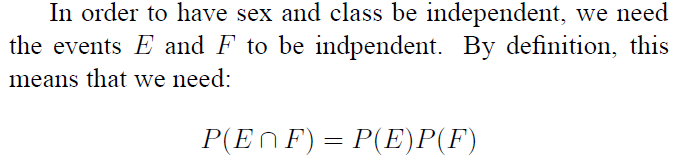 In order to have sex and class be independent, we need
the events E and F to be indpendent. By definition, this
means that we need:
P(E ∩ F) = P(E)P(F)